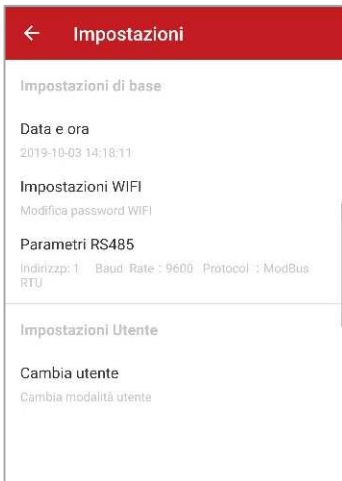 ← Impostazioni
Impostazioni di base
Data e ora
2019-10-03 14:18:11
Impostazioni WIFI
Modifica password WIFI
Parametri RS485
Indirizzp: 1 Baud Rate : 9600 Protocol : ModBus
RTU
Impostazioni Utente
Cambia utente
Cambia modalità utente